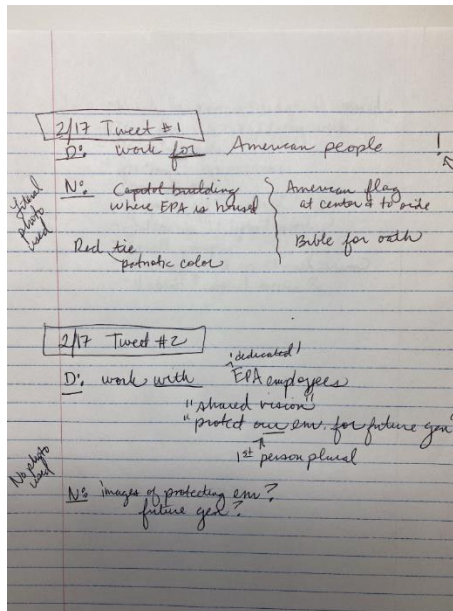 2/17 Tweet #1
D: work for American people !
N: Capitol building
where EPA is housed
American flag
at center & to side
Bible for oath
Red tie
patriotic color
Literal photo used
2/17 Tweet #2
'dedicated'
D: work with EPA employees
"shared vision"
"protect our env. for future gen"
1st person plural
No photo used
N: images of protecting env?
future gen?